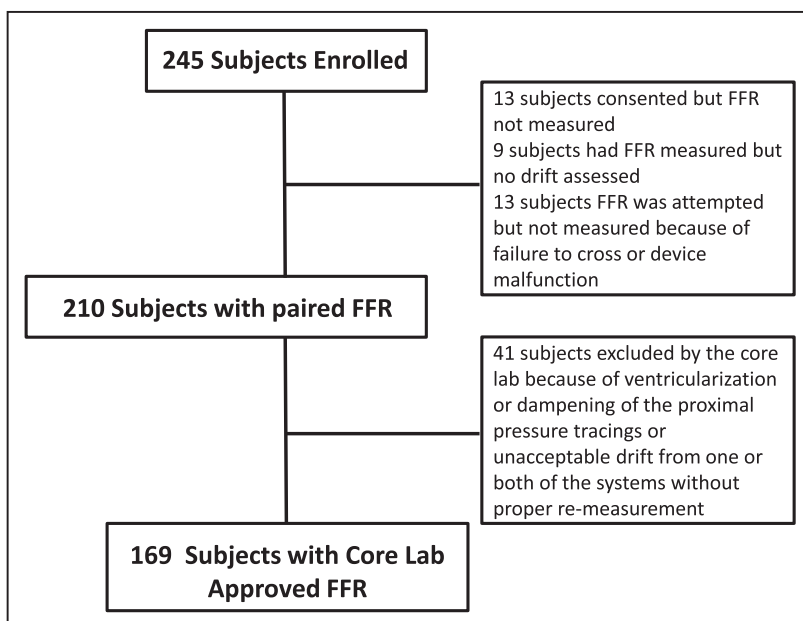 245 Subjects Enrolled
13 subjects consented but FFR
not measured
9 subjects had FFR measured but
no drift assessed
13 subjects FFR was attempted
but not measured because of
failure to cross or device
malfunction
210 Subjects with paired FFR
41 subjects excluded by the core
lab because of ventricularization
or dampening of the proximal
pressure tracings or
unacceptable drift from one or
both of the systems without
proper re-measurement
169 Subjects with Core Lab
Approved FFR